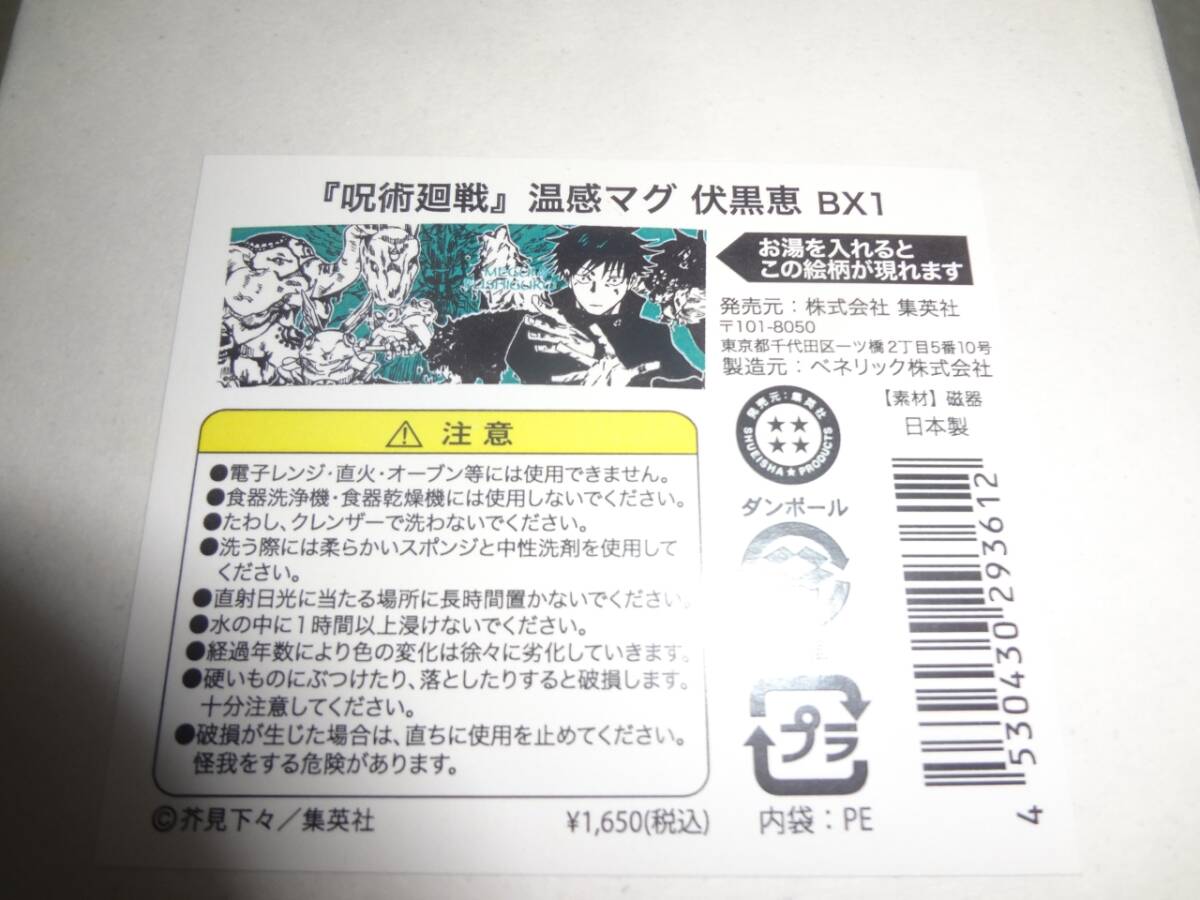 『呪術廻戦』温感マグ 伏黒恵 BX1
お湯を入れると
この絵柄が現れます
発売元：株式会社 集英社
〒101-8050
東京都千代田区一ツ橋2丁目5番10号
製造元：ベネリック株式会社
【素材】磁器
日本製
発売元：集英社
SHUEISHA★PRODUCTS
ダンボール
プラ
内袋：PE
4 530430 293612
⚠ 注意
●電子レンジ・直火・オーブン等には使用できません。
●食器洗浄機・食器乾燥機には使用しないでください。
●たわし、クレンザーで洗わないでください。
●洗う際には柔らかいスポンジと中性洗剤を使用して
ください。
●直射日光に当たる場所に長時間置かないでください。
●水の中に1時間以上浸けないでください。
●経過年数により色の変化は徐々に劣化していきます。
●硬いものにぶつけたり、落としたりすると破損します。
十分注意してください。
●破損が生じた場合は、直ちに使用を止めてください。
怪我をする危険があります。
©芥見下々／集英社
¥1,650(税込)